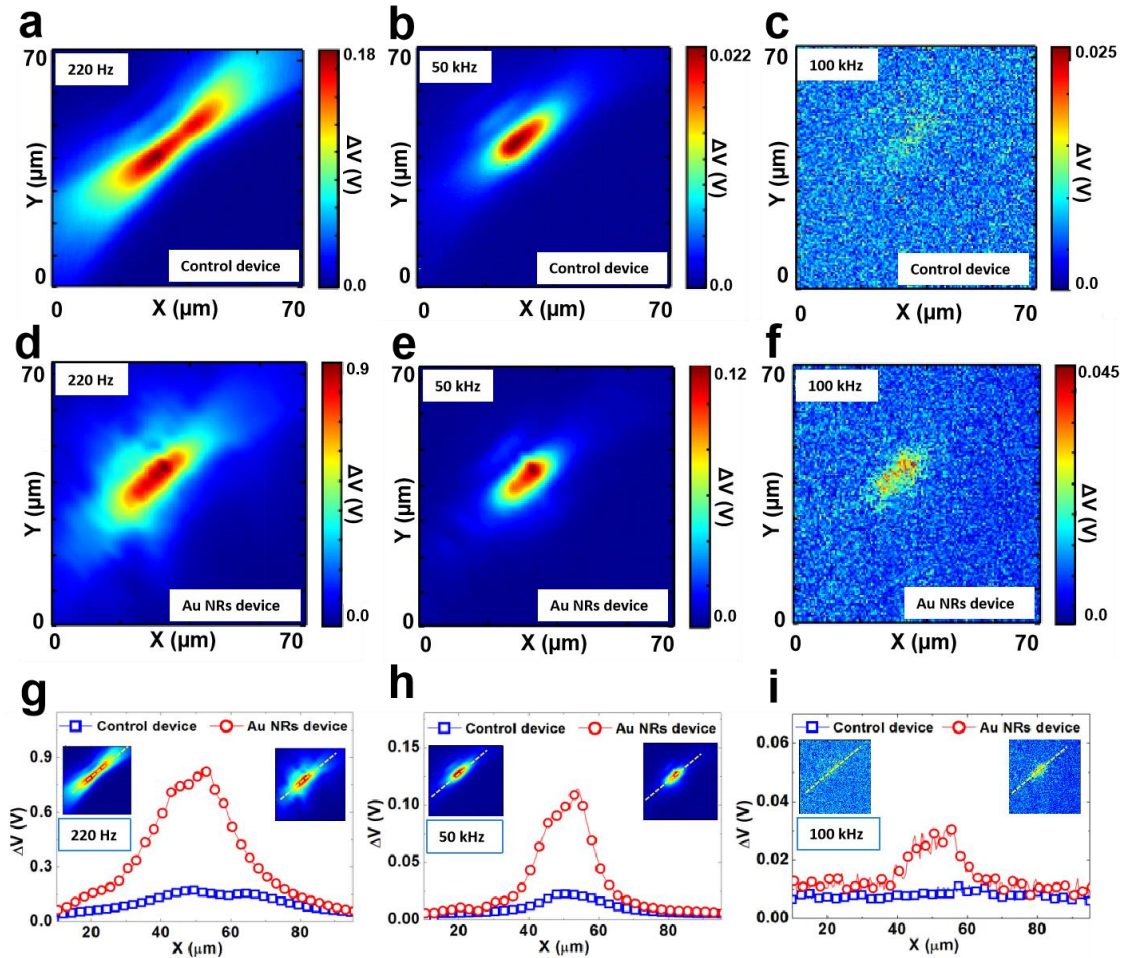 a
70
220 Hz
Y (µm)
0
Control device
0
X (µm)
70
0.18
ΔV (V)
0.0
b
50 kHz
Control device
0
X (µm)
70
0.022
ΔV (V)
0.0
c
70
100 kHz
Y (µm)
0
Control device
0
X (µm)
70
0.025
ΔV (V)
0.0
d
70
220 Hz
Y (µm)
0
Au NRs device
0
X (µm)
70
0.9
ΔV (V)
0.0
e
50 kHz
Au NRs device
0
X (µm)
70
0.12
ΔV (V)
0.0
f
70
100 kHz
Y (µm)
0
Au NRs device
0
X (µm)
70
0.045
ΔV (V)
0.0
g
Control device Au NRs device
0.9
0.6
0.3
0.0
ΔV (V)
220 Hz
20 40 60 80
X (µm)
h
Control device Au NRs device
0.15
0.10
0.05
0.00
ΔV (V)
50 kHz
20 40 60 80
X (µm)
i
Control device Au NRs device
0.06
0.04
0.02
0.00
ΔV (V)
100 kHz
20 40 60 80
X (µm)